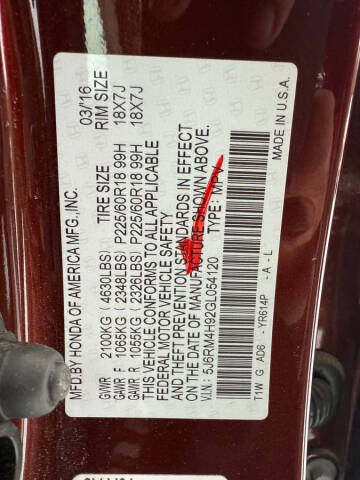 MFD.BY HONDA OF AMERICA MFG.,INC. 03/16
TIRE SIZE RIM SIZE
GVWR 2100KG (4630LBS)
GAWR F 1065KG (2348LBS) P225/60R18 99H 18X7J
GAWR R 1055KG (2326LBS) P225/60R18 99H 18X7J
THIS VEHICLE CONFORMS TO ALL APPLICABLE
FEDERAL MOTOR VEHICLE SAFETY AND
THEFT PREVENTION STANDARDS IN EFFECT
ON THE DATE OF MANUFACTURE SHOWN ABOVE.
V.I.N.: 5J6RM4H92GL054120 TYPE: MPV
T1W G AD6 - YR614P - A - L
MADE IN U.S.A.